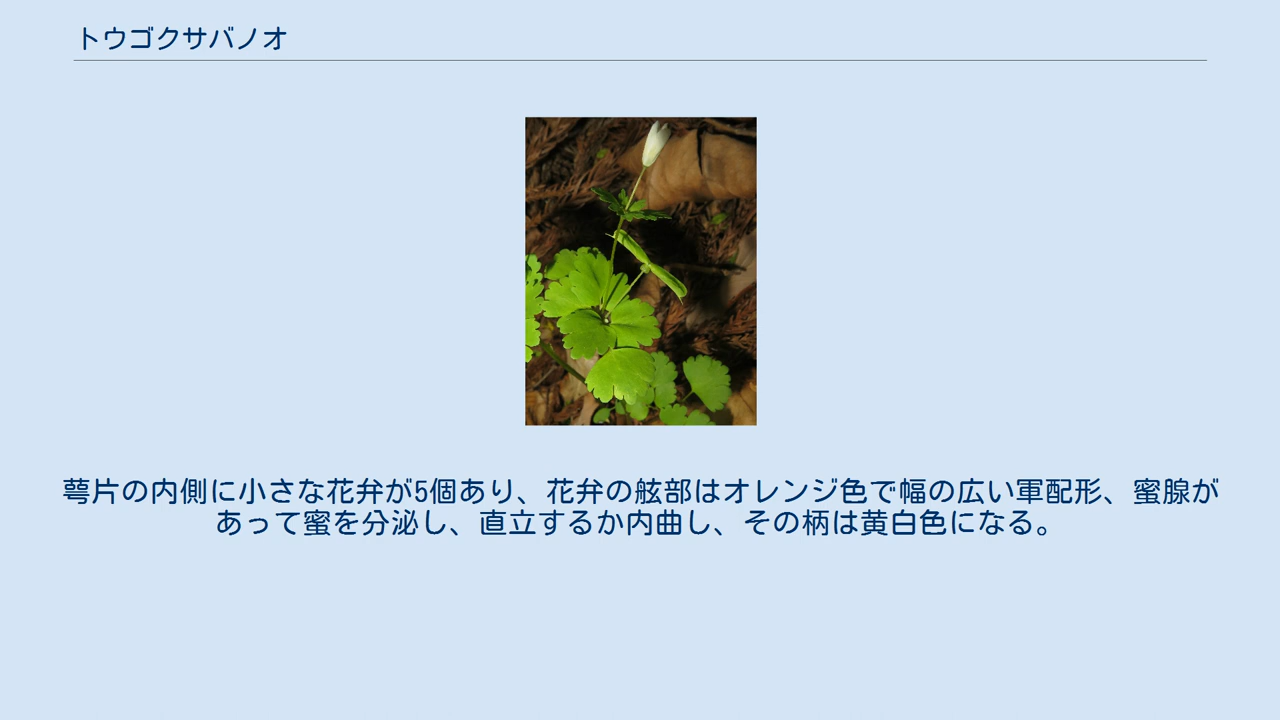 トウゴクサバノオ
萼片の内側に小さな花弁が5個あり、花弁の舷部はオレンジ色で幅の広い軍配形、蜜腺が
あって蜜を分泌し、直立するか内曲し、その柄は黄白色になる。